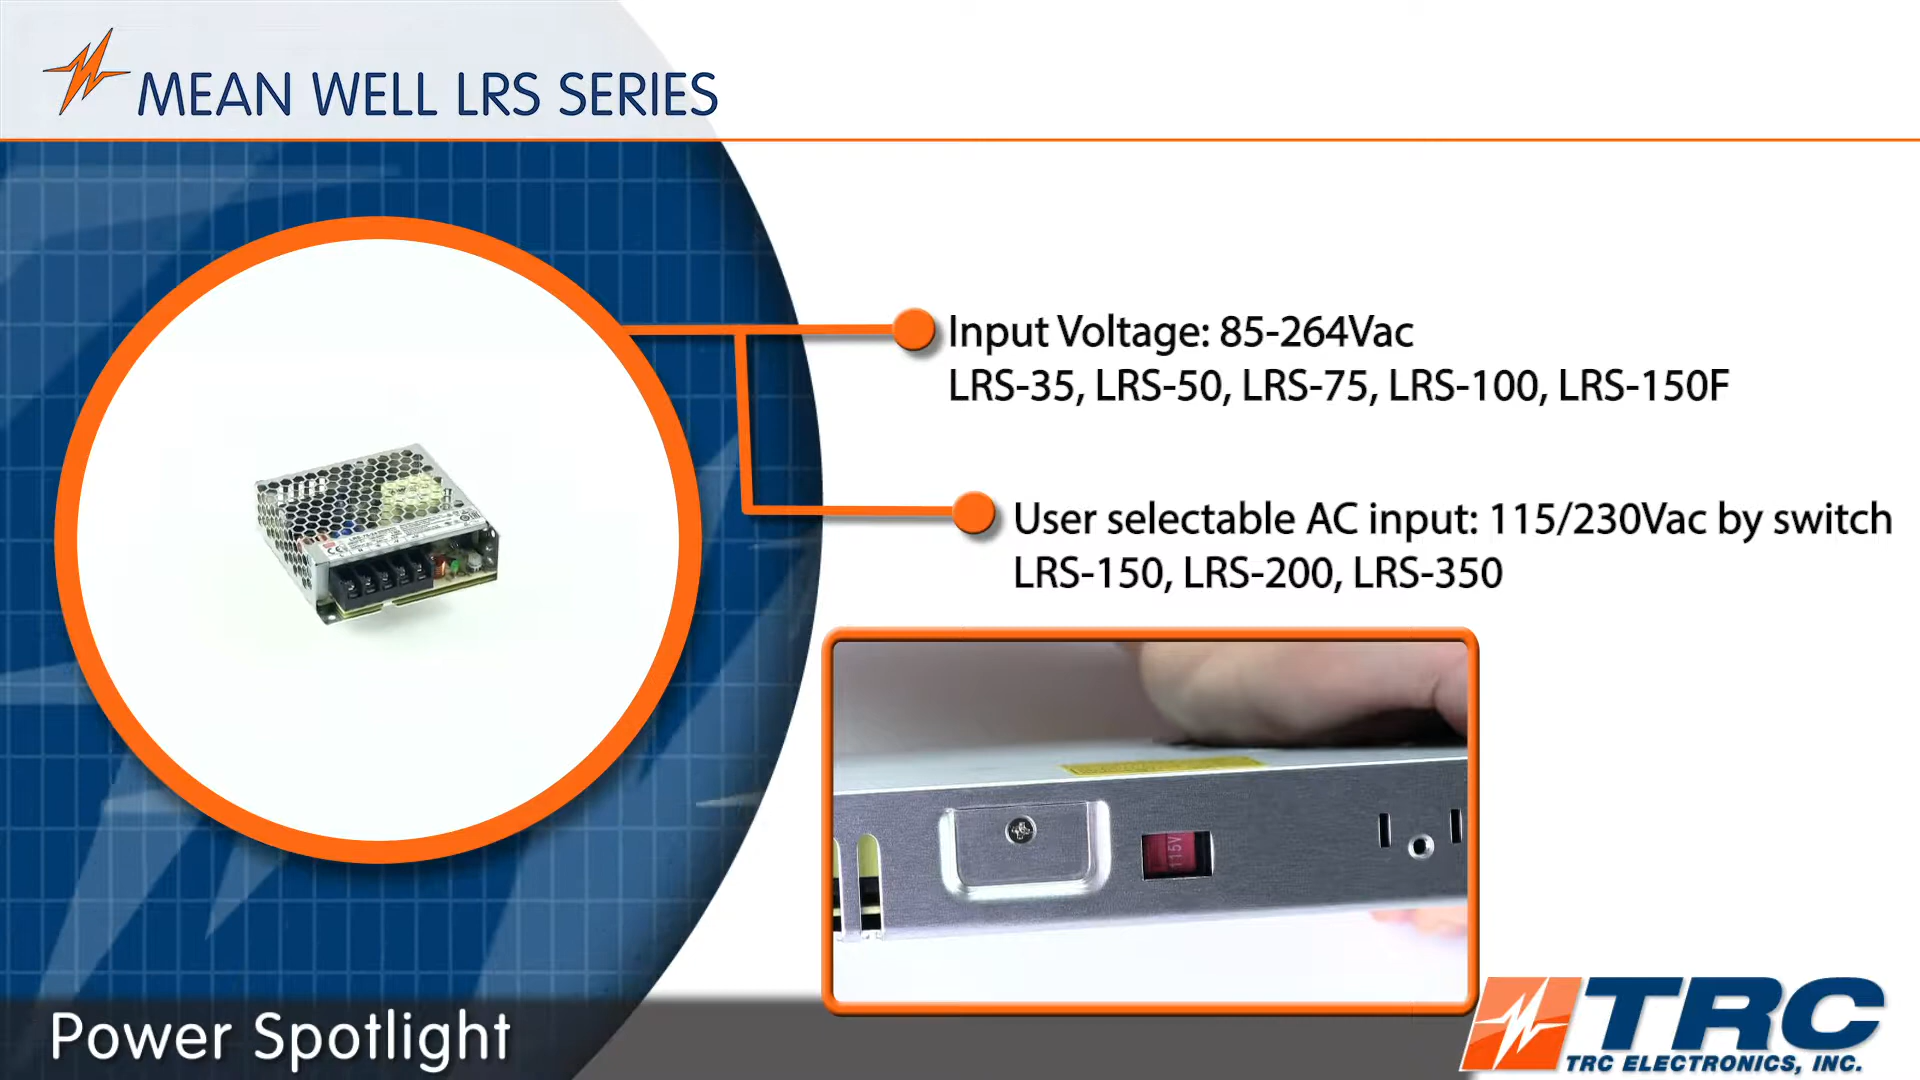 MEAN WELL LRS SERIES
Input Voltage: 85-264Vac
LRS-35, LRS-50, LRS-75, LRS-100, LRS-150F
User selectable AC input: 115/230Vac by switch
LRS-150, LRS-200, LRS-350
115V
Power Spotlight
TRC
TRC ELECTRONICS, INC.